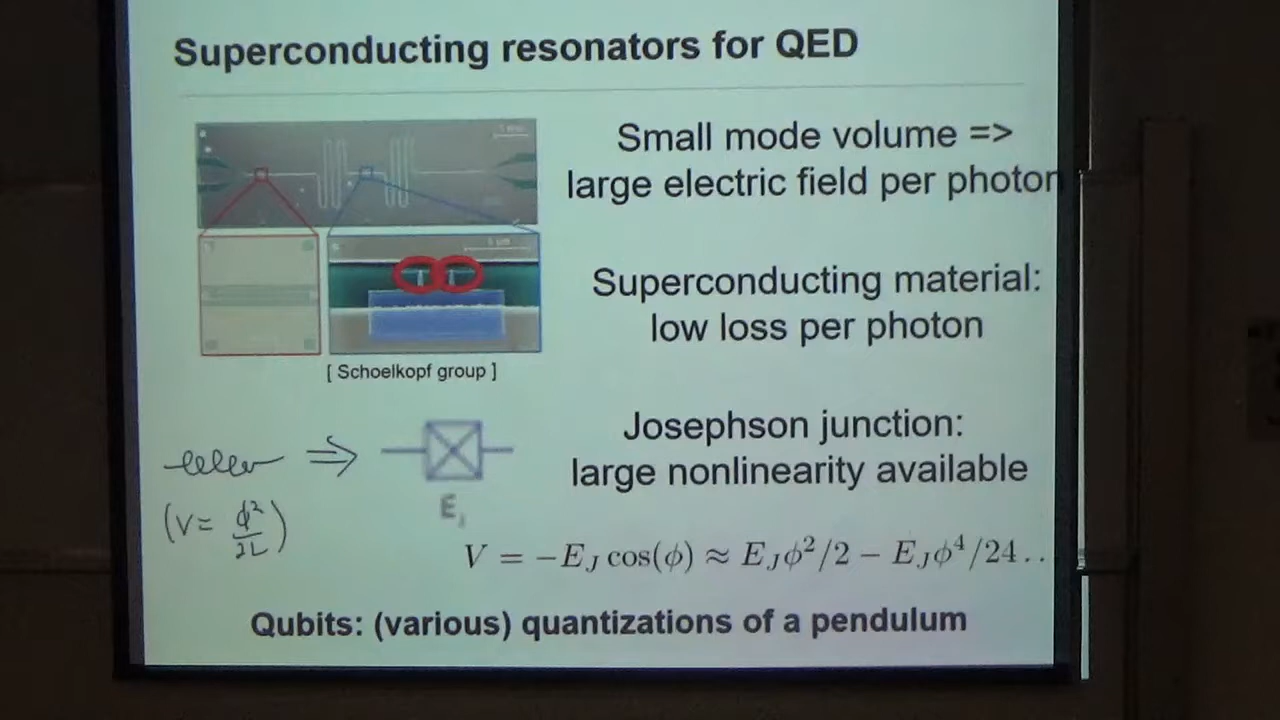 Superconducting resonators for QED
Small mode volume =>
large electric field per photon
Superconducting material:
low loss per photon
[ Schoelkopf group ]
Josephson junction:
large nonlinearity available
⇒
E_J
(V = ϕ²/2L)
V = −E_J cos(ϕ) ≈ E_Jϕ²/2 − E_Jϕ⁴/24 . . .
Qubits: (various) quantizations of a pendulum